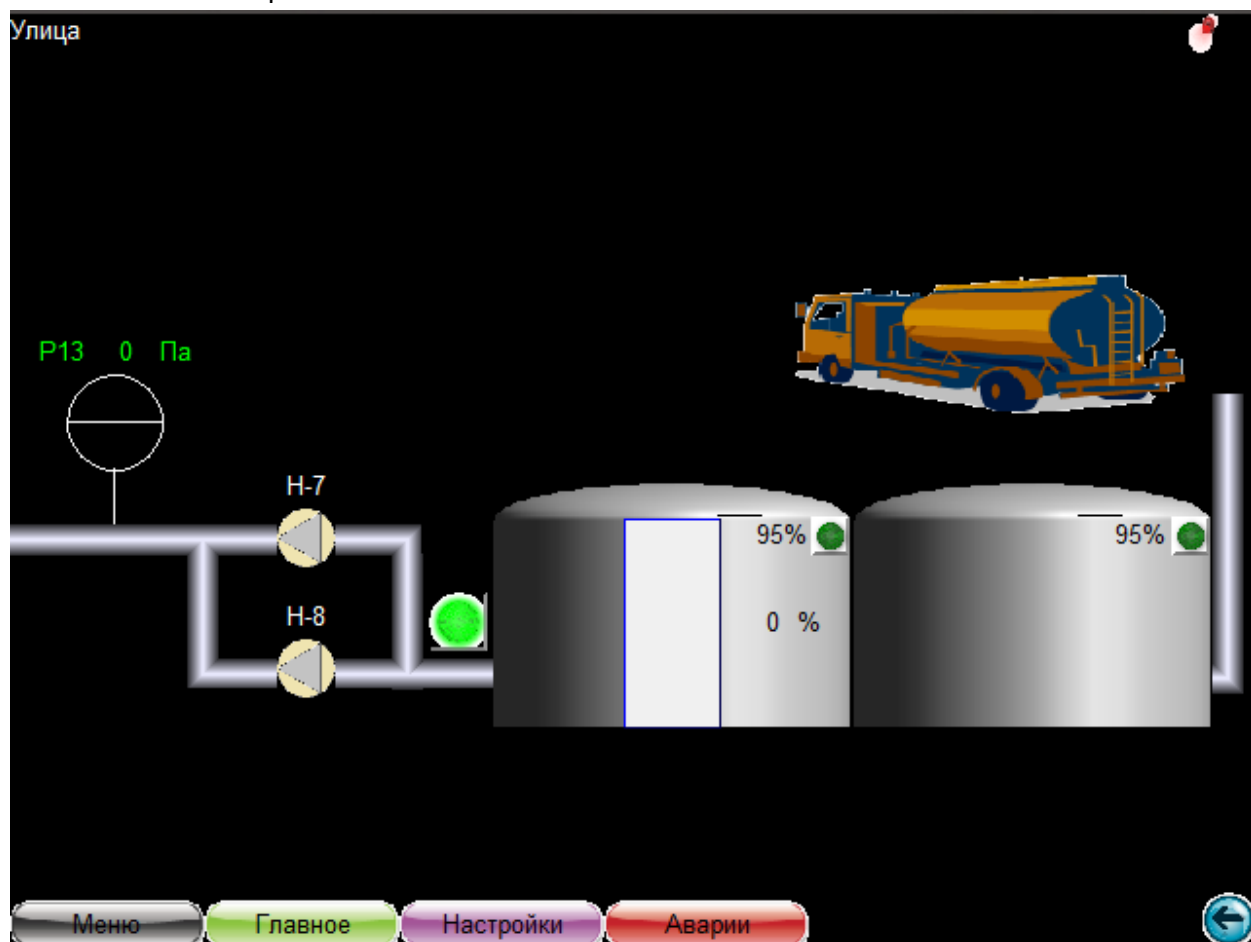 Улица
P13 0 Па
Н-7
95%
95%
Н-8
0 %
Меню
Главное
Настройки
Аварии